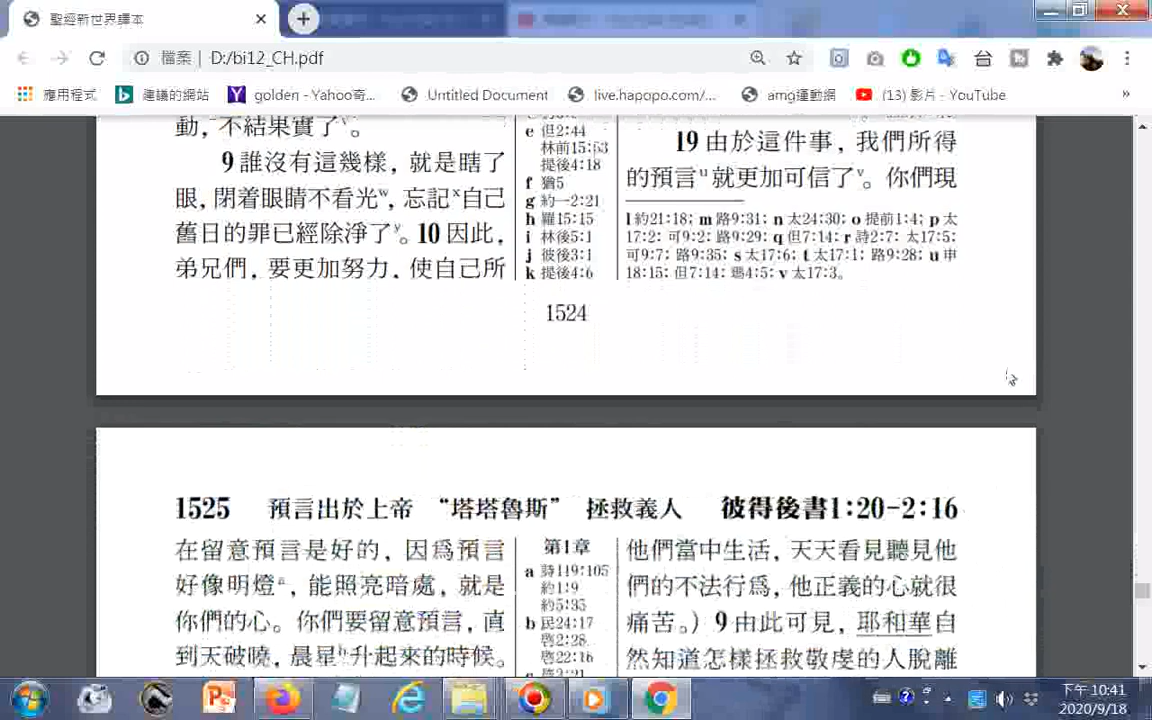 聖經新世界譯本
檔案 | D:/bi12_CH.pdf
應用程式 建議的網站 golden - Yahoo奇... Untitled Document live.hapopo.com/... amg運動網 (13) 影片 - YouTube »
動，不結果實了。
9 誰沒有這幾樣，就是瞎了
眼，閉着眼睛不看光w，忘記x自己
舊日的罪已經除淨了y。10 因此，
弟兄們，要更加努力，使自己所
e 但2:44
林前15:53
提後4:18
f 猶5
g 約一2:21
h 羅15:15
i 林後5:1
j 彼後3:1
k 提後4:6
19 由於這件事，我們所得
的預言u就更加可信了v。你們現
l 約21:18；m 路9:31；n 太24:30；o 提前1:4；p 太
17:2；可9:2；路9:29；q 但7:14；r 詩2:7；太17:5；
可9:7；路9:35；s 太17:6；t 太17:1；路9:28；u 申
18:15；但7:14；瑪4:5；v 太17:3。
1524
1525 預言出於上帝 “塔塔魯斯” 拯救義人 彼得後書1:20-2:16
在留意預言是好的，因爲預言
好像明燈a，能照亮暗處，就是
你們的心。你們要留意預言，直
到天破曉，晨星b升起來的時候。
第1章
a 詩119:105
約1:9
約5:35
b 民24:17
啓2:28
啓22:16
他們當中生活，天天看見聽見他
們的不法行爲，他正義的心就很
痛苦。）9 由此可見，耶和華自
然知道怎樣拯救敬虔的人脫離
下午 10:41
2020/9/18